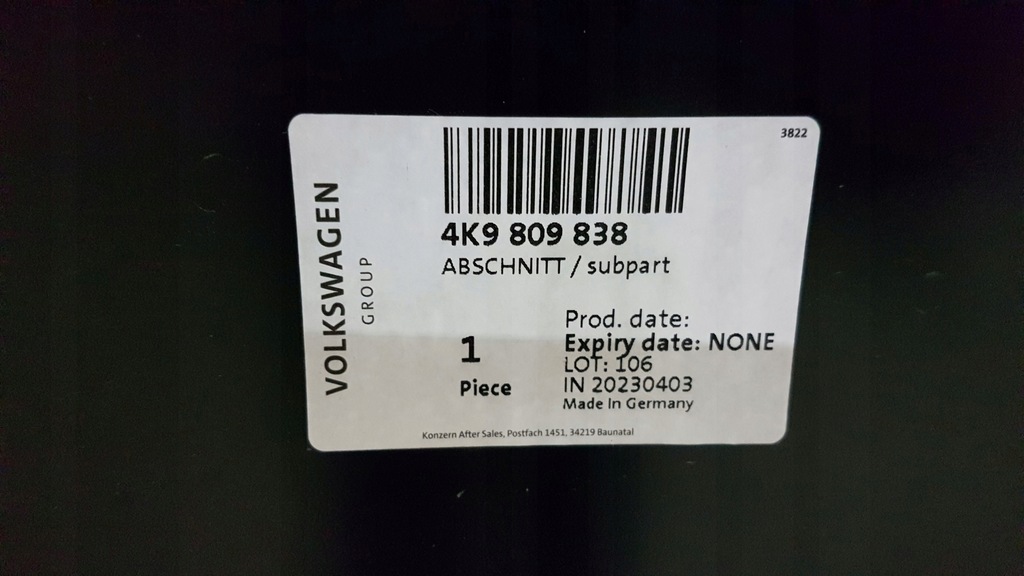 3822
VOLKSWAGEN
GROUP
4K9 809 838
ABSCHNITT / subpart
1
Piece
Prod. date:
Expiry date: NONE
LOT: 106
IN 20230403
Made In Germany
Konzern After Sales, Postfach 1451, 34219 Baunatal